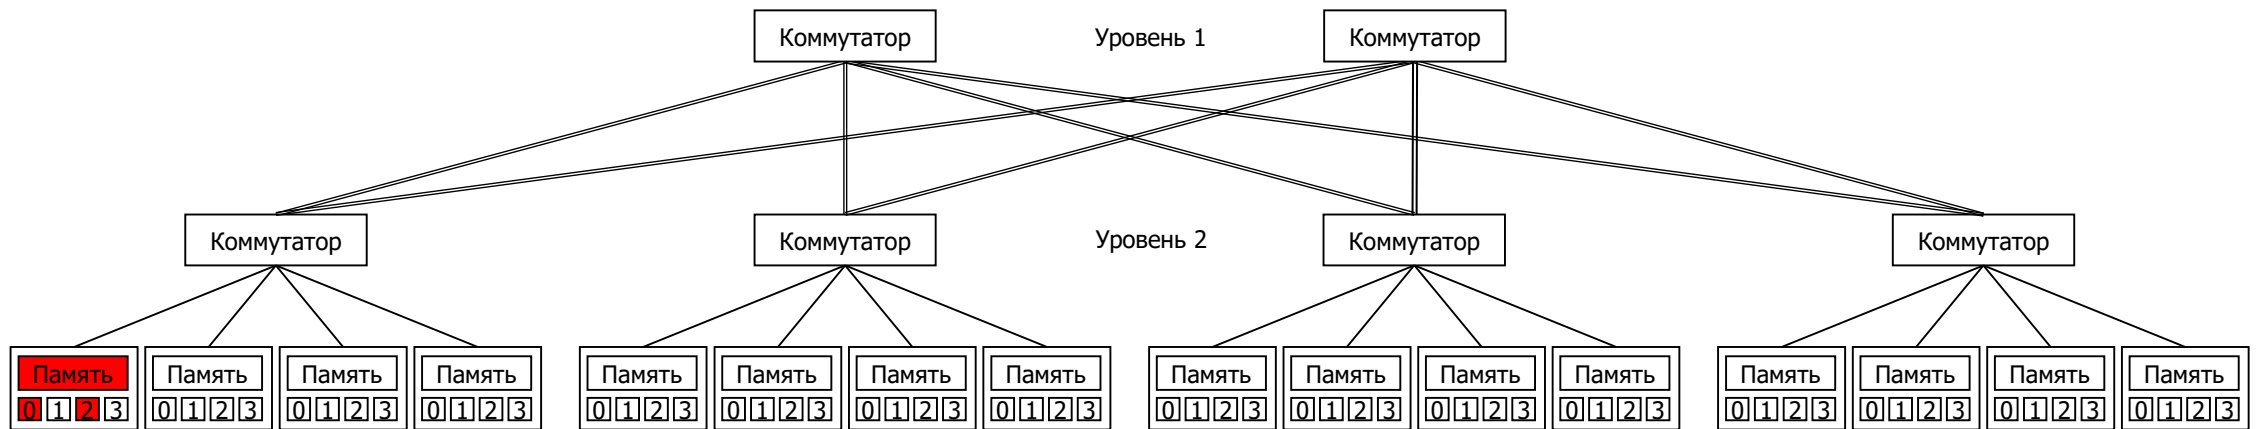 Коммутатор Уровень 1 Коммутатор
Коммутатор Коммутатор Уровень 2 Коммутатор Коммутатор
Память Память Память Память Память Память Память Память Память Память Память Память Память Память Память Память
0 1 2 3 0 1 2 3 0 1 2 3 0 1 2 3 0 1 2 3 0 1 2 3 0 1 2 3 0 1 2 3 0 1 2 3 0 1 2 3 0 1 2 3 0 1 2 3 0 1 2 3 0 1 2 3 0 1 2 3 0 1 2 3